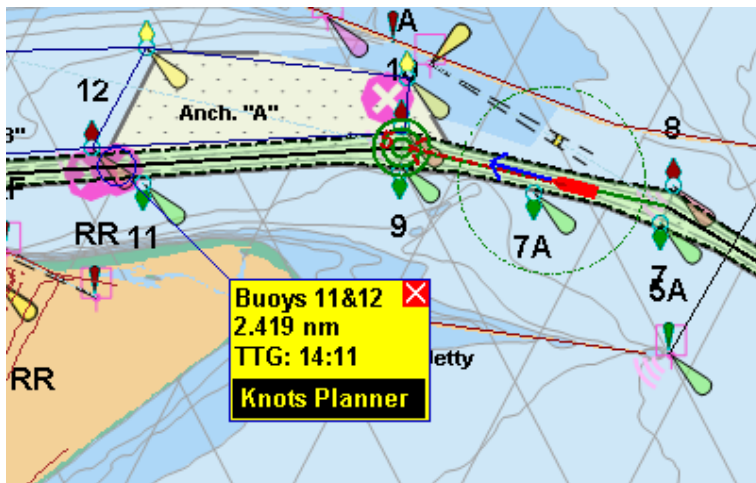 A
12
Anch. "A"
8
9
RR 11
7A
7
5A
Buoys 11&12
2.419 nm
TTG: 14:11
Jetty
Knots Planner
RR